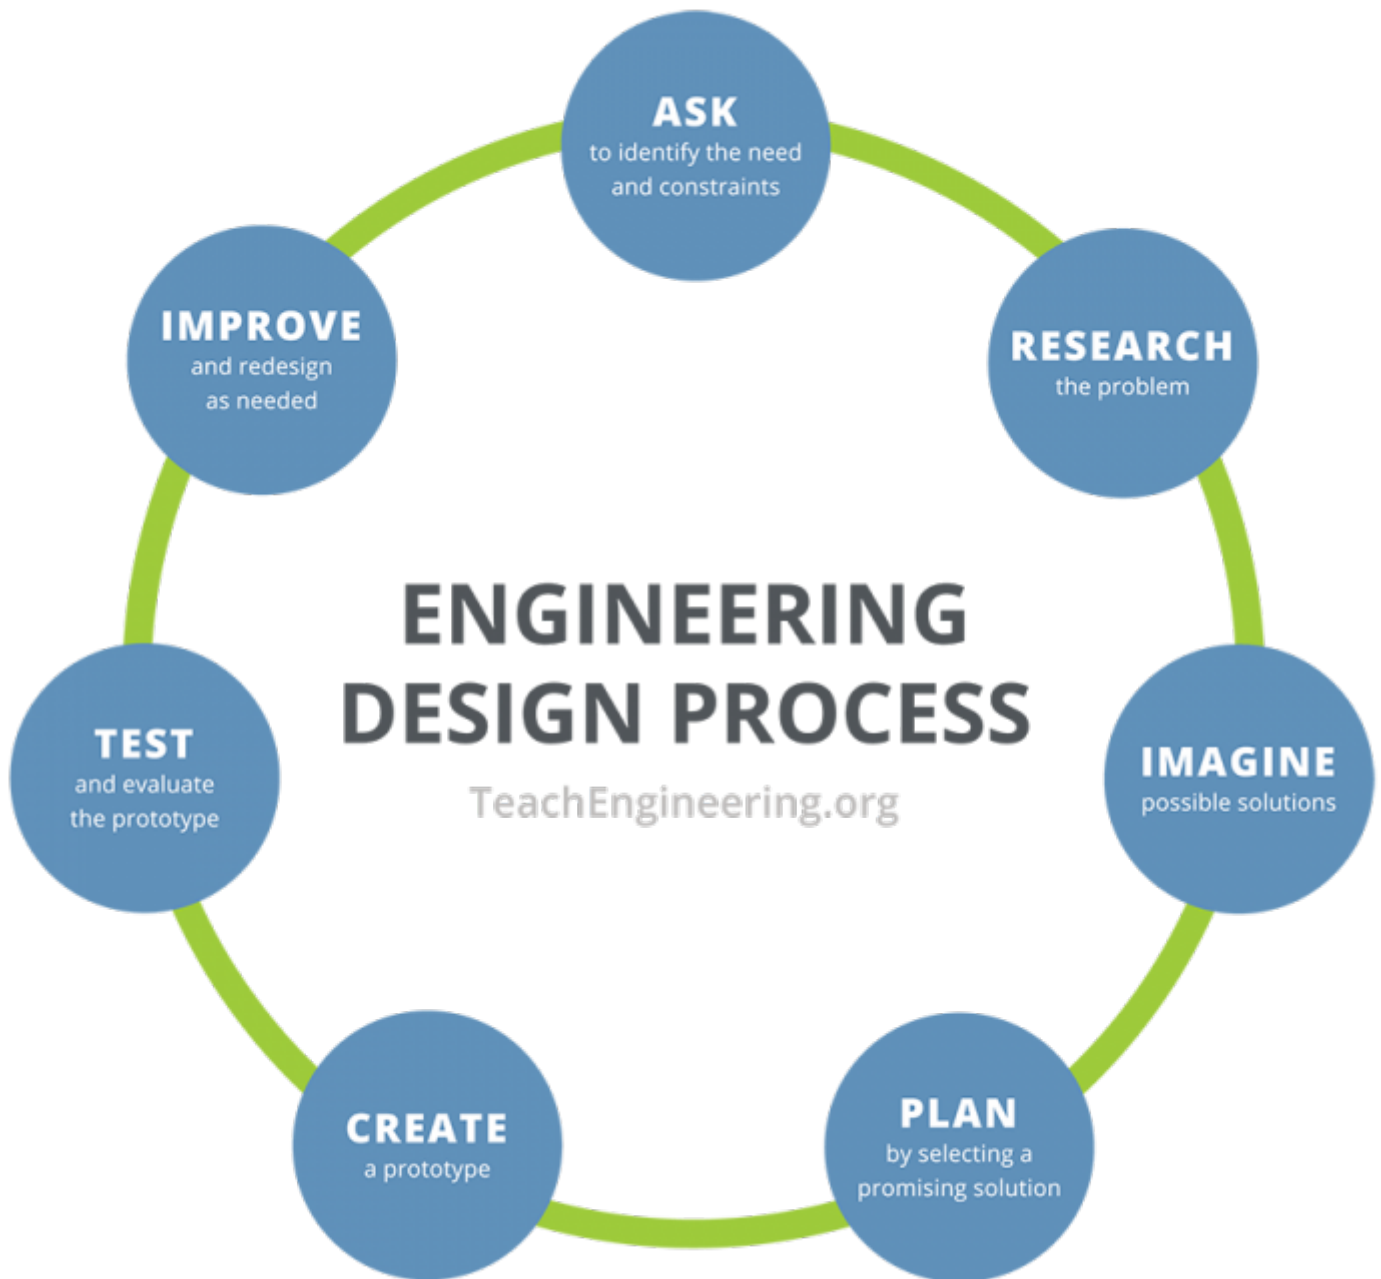 ASK
to identify the need
and constraints
RESEARCH
the problem
IMAGINE
possible solutions
PLAN
by selecting a
promising solution
CREATE
a prototype
TEST
and evaluate
the prototype
IMPROVE
and redesign
as needed
ENGINEERING
DESIGN PROCESS
TeachEngineering.org